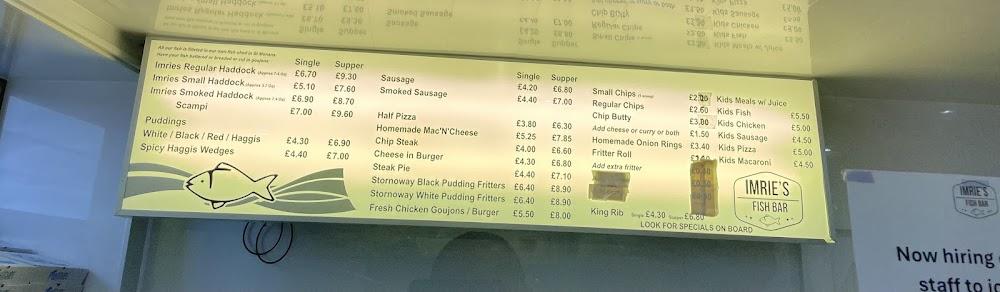 All our fish is filleted in our own fish shed in St Monans.
Have your fish battered or breaded or cut in goujons
Single Supper
Imries Regular Haddock £6.70 £9.30
Imries Small Haddock £5.10 £7.60
Imries Smoked Haddock £6.90 £8.70
Scampi £7.00 £9.60
Puddings
White / Black / Red / Haggis £4.30 £6.90
Spicy Haggis Wedges £4.40 £7.00
Single Supper
Sausage £4.20 £6.80
Smoked Sausage £4.40 £7.00
Half Pizza £3.80 £6.30
Homemade Mac'N'Cheese £5.25 £7.85
Chip Steak £4.00 £6.60
Cheese in Burger £4.30 £6.80
Steak Pie £4.40 £7.10
Stornoway Black Pudding Fritters £6.40 £8.90
Stornoway White Pudding Fritters £6.40 £8.90
Fresh Chicken Goujons / Burger £5.50 £8.00
Small Chips
Regular Chips £2.60
Chip Butty £3.00
Add cheese or curry or both £1.50
Homemade Onion Rings £3.40
Fritter Roll
Add extra fritter
King Rib Single £4.30 Supper £6.80
LOOK FOR SPECIALS ON BOARD
Kids Meals w/ Juice
Kids Fish £5.50
Kids Chicken £5.00
Kids Sausage £4.50
Kids Pizza £5.00
Kids Macaroni £4.50
IMRIE'S
FISH BAR
IMRIE'S
FISH BAR
Now hiring
staff to